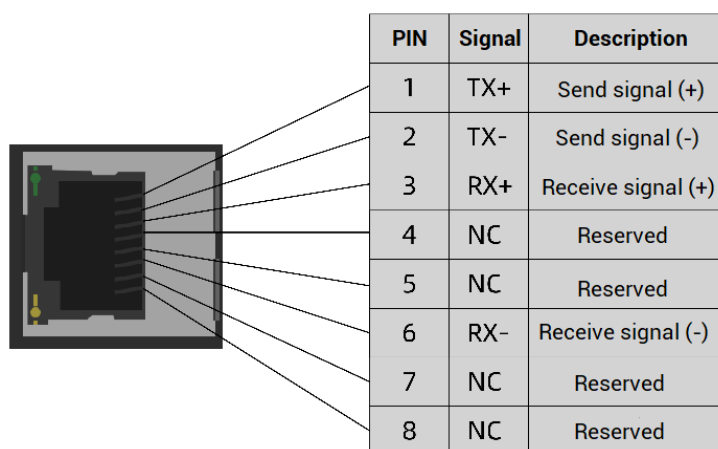 PIN Signal Description
1 TX+ Send signal (+)
2 TX- Send signal (-)
3 RX+ Receive signal (+)
4 NC Reserved
5 NC Reserved
6 RX- Receive signal (-)
7 NC Reserved
8 NC Reserved